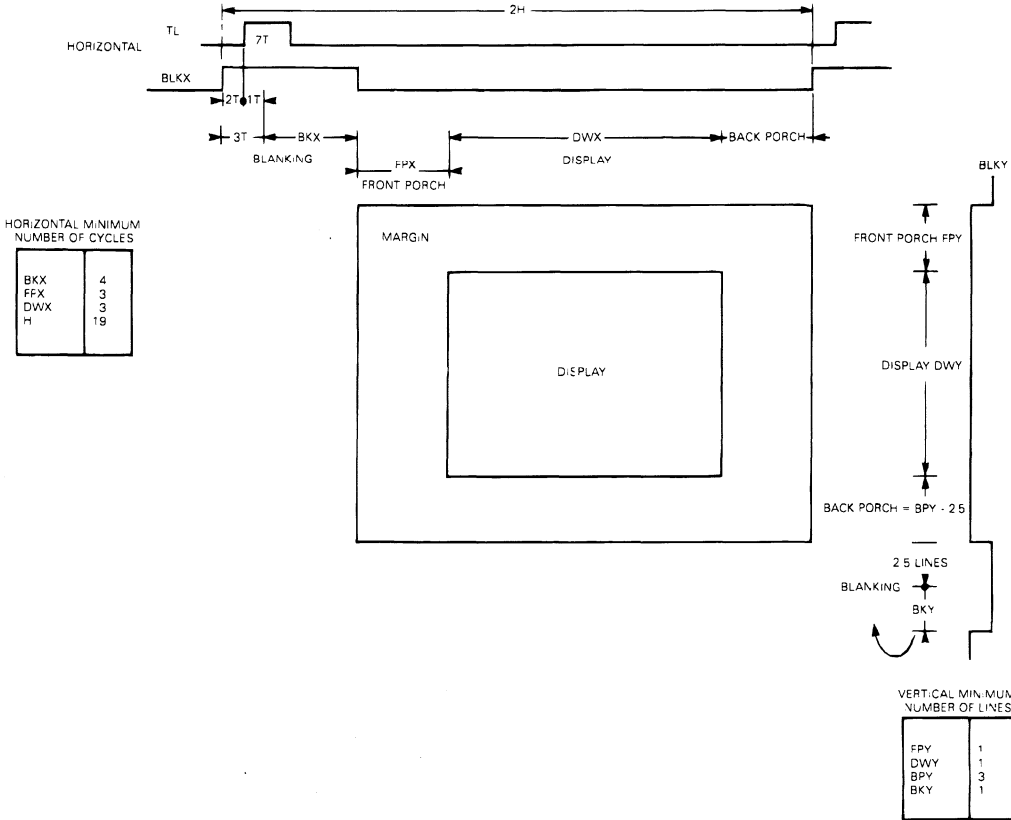 2H
TL
7T
HORIZONTAL
BLKX
2T 1T
3T
BKX
DWX
BACK PORCH
BLANKING
DISPLAY
FPX
FRONT PORCH
BLKY
HORIZONTAL MINIMUM
NUMBER OF CYCLES
BKX 4
FFX 3
DWX 3
H 19
MARGIN
FRONT PORCH FPY
DISPLAY
DISPLAY DWY
BACK PORCH = BPY - 2 5
2 5 LINES
BLANKING
BKY
VERTICAL MINIMUM
NUMBER OF LINES
FPY 1
DWY 1
BPY 3
BKY 1